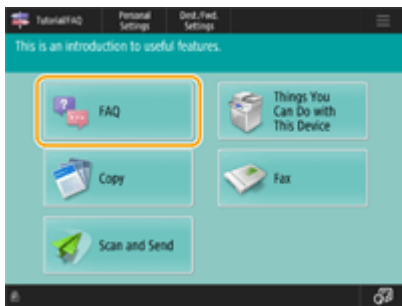 Tutorial/FAQ
Personal
Settings
Dest./Fwd.
Settings
This is an introduction to useful features.
FAQ
Things You
Can Do with
This Device
Copy
Fax
Scan and Send